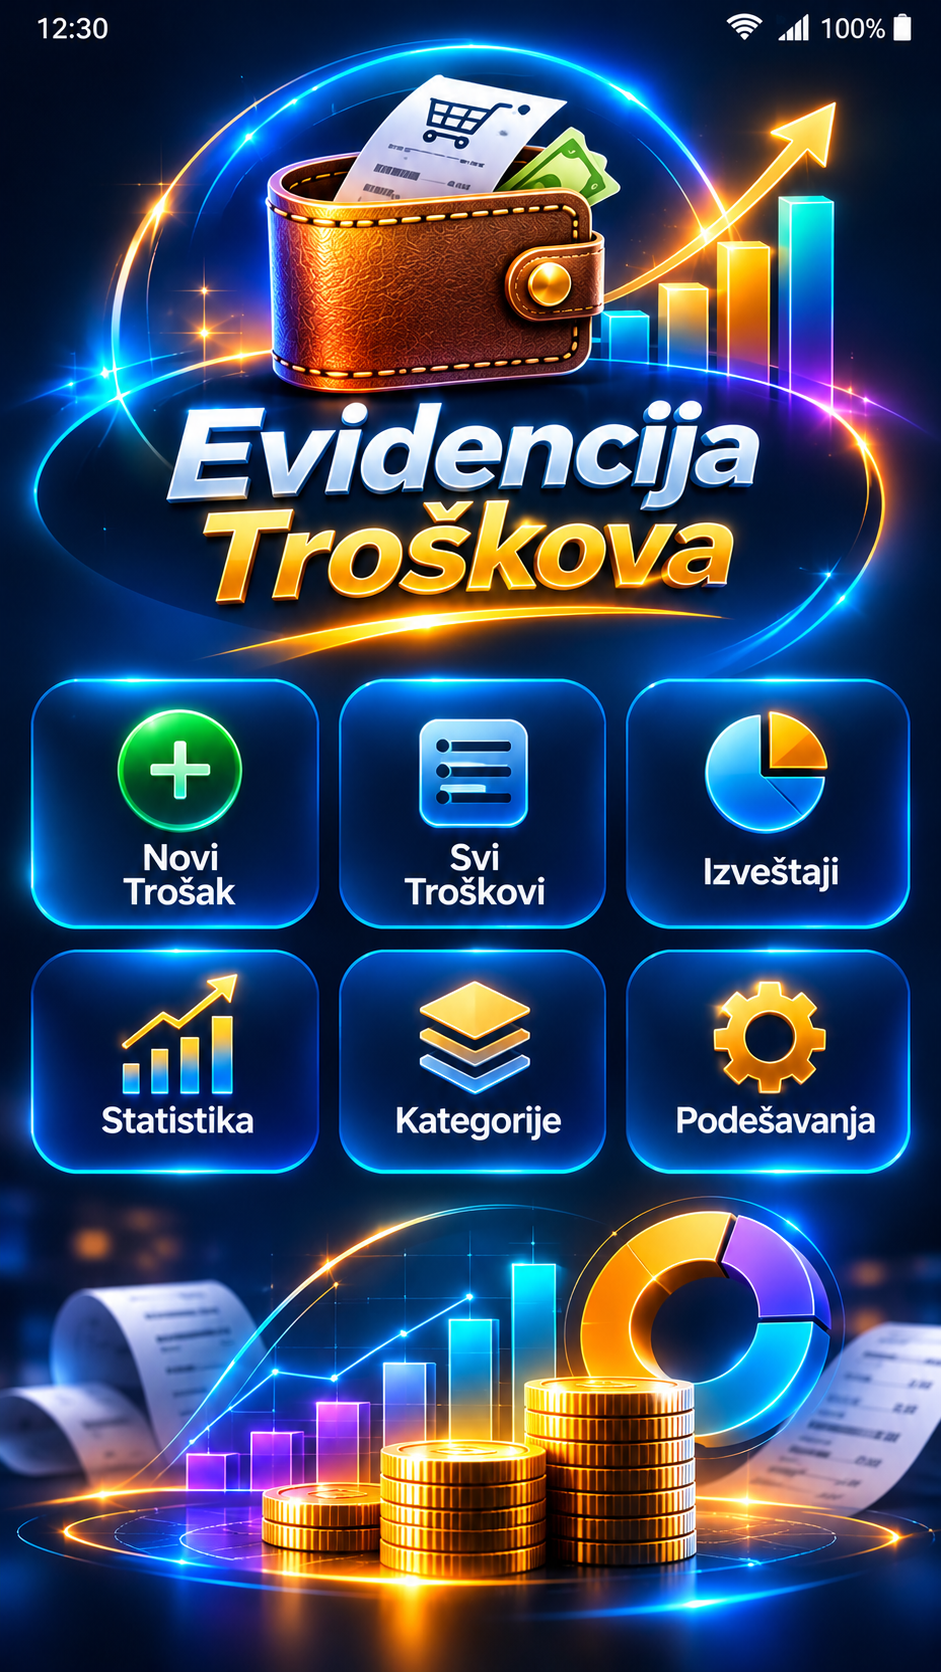 12:30 100%
Evidencija
Troškova
Novi
Trošak
Svi
Troškovi
Izveštaji
Statistika
Kategorije
Podešavanja